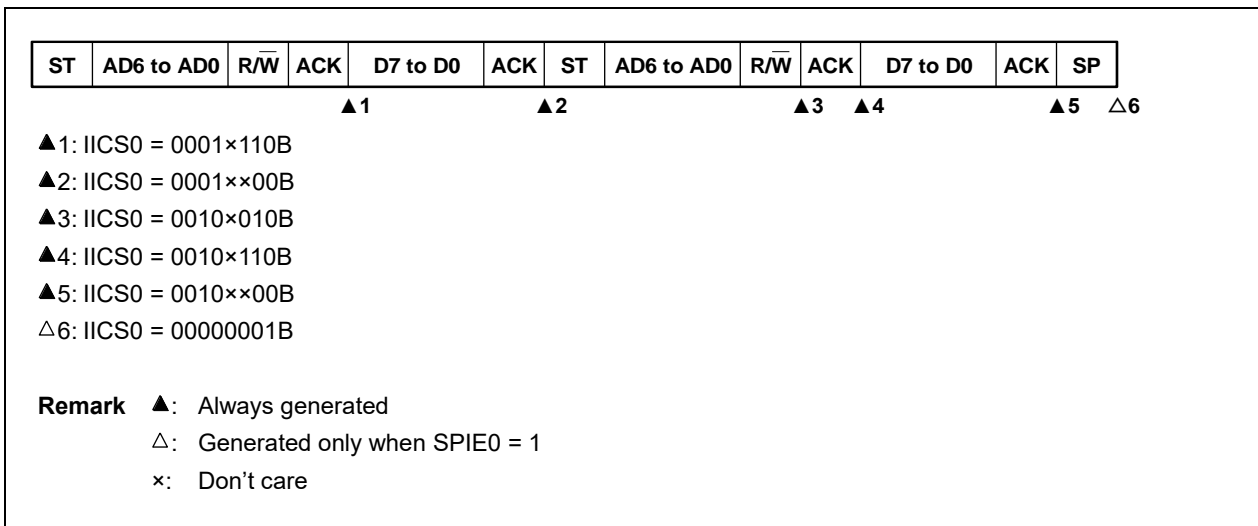 ST AD6 to AD0 R/W̅ ACK D7 to D0 ACK ST AD6 to AD0 R/W̅ ACK D7 to D0 ACK SP
▲1 ▲2 ▲3 ▲4 ▲5 △6
▲1: IICS0 = 0001×110B
▲2: IICS0 = 0001××00B
▲3: IICS0 = 0010×010B
▲4: IICS0 = 0010×110B
▲5: IICS0 = 0010××00B
△6: IICS0 = 00000001B
Remark ▲: Always generated
△: Generated only when SPIE0 = 1
×: Don’t care